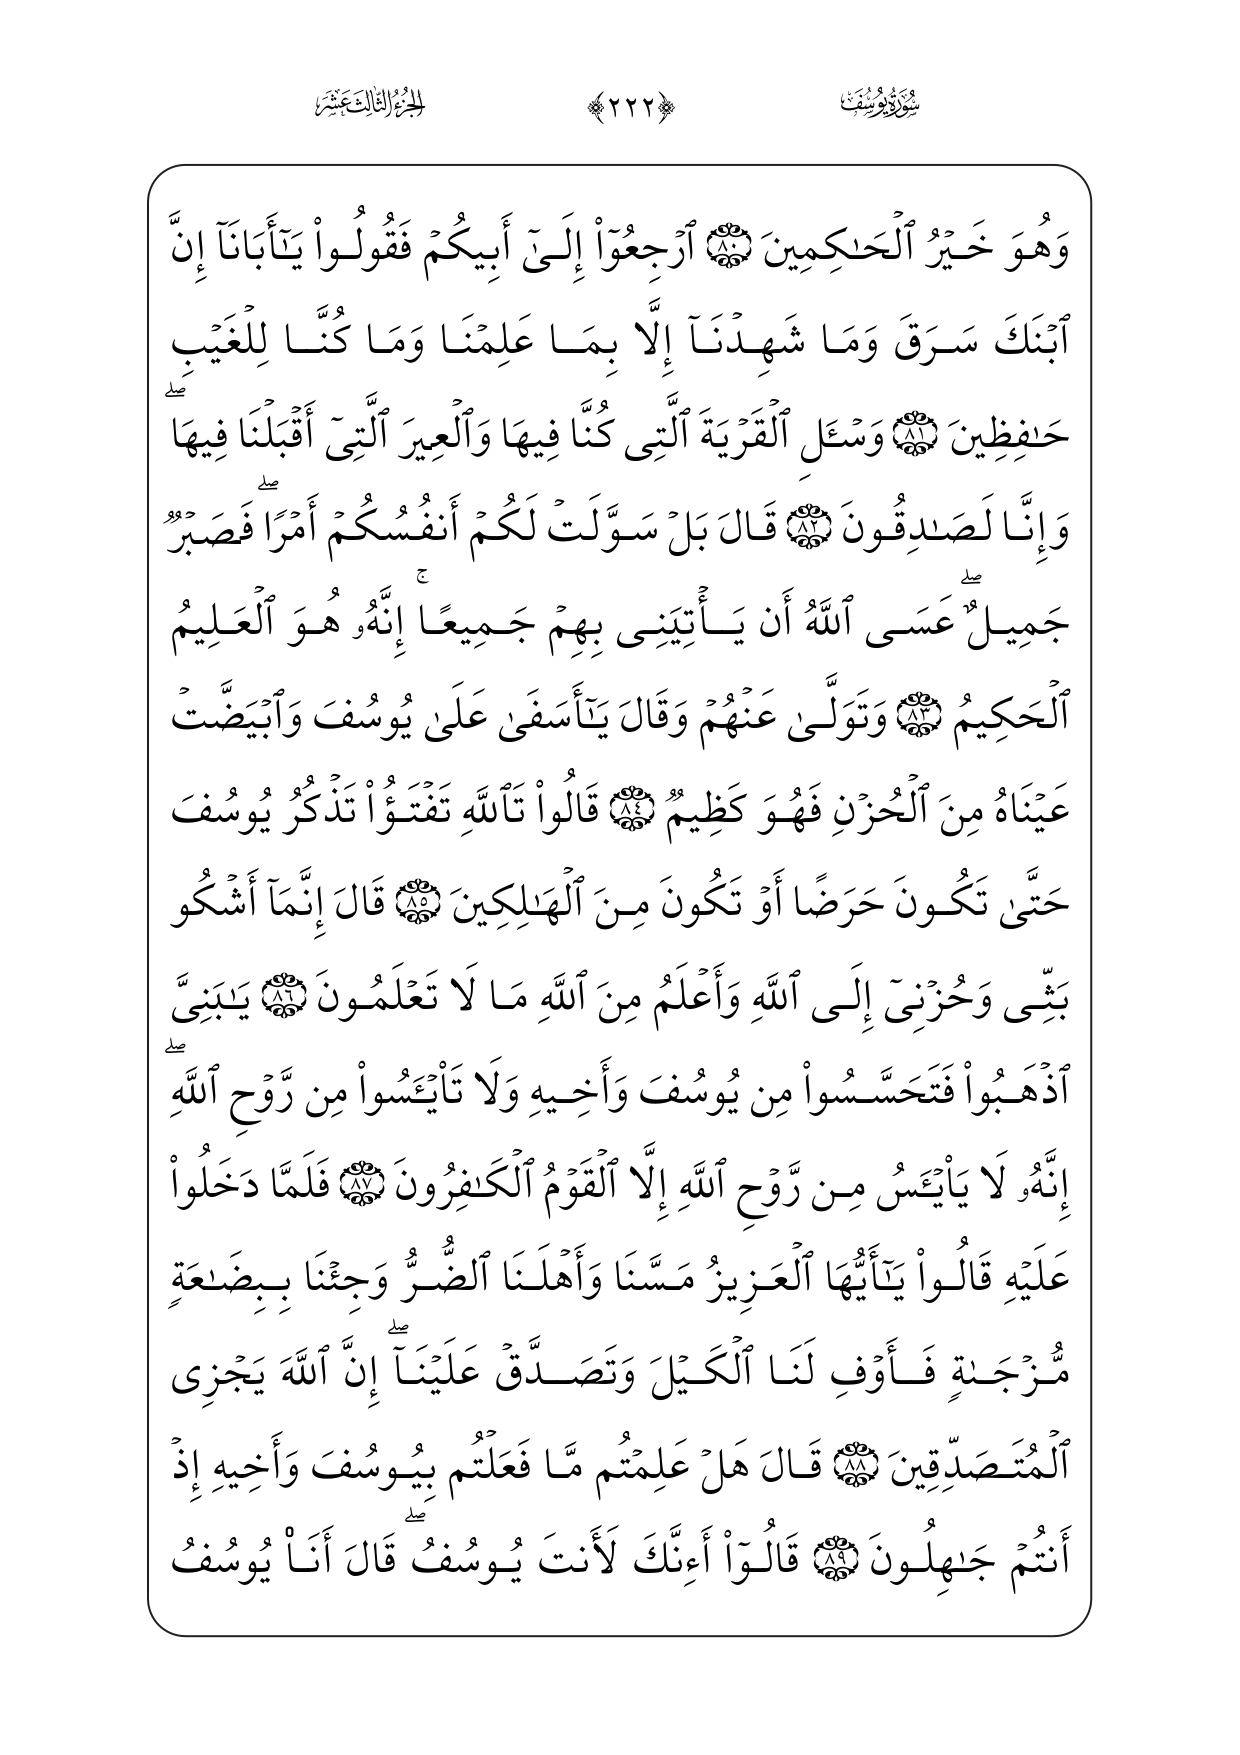 سُورَةُ يُوسُفَ ﴿٢٢٢﴾ الجُزْءُ الثَّالِثَ عَشَرَ
وَهُوَ خَيۡرُ ٱلۡحَـٰكِمِينَ ٨٠ ٱرۡجِعُوٓا۟ إِلَىٰٓ أَبِيكُمۡ فَقُولُوا۟ يَـٰٓأَبَانَآ إِنَّ
ٱبۡنَكَ سَرَقَ وَمَا شَهِدۡنَآ إِلَّا بِمَا عَلِمۡنَا وَمَا كُنَّا لِلۡغَيۡبِ
حَـٰفِظِينَ ٨١ وَسۡـَٔلِ ٱلۡقَرۡيَةَ ٱلَّتِى كُنَّا فِيهَا وَٱلۡعِيرَ ٱلَّتِىٓ أَقۡبَلۡنَا فِيهَاۖ
وَإِنَّا لَصَـٰدِقُونَ ٨٢ قَالَ بَلۡ سَوَّلَتۡ لَكُمۡ أَنفُسُكُمۡ أَمۡرًاۖ فَصَبۡرٌ
جَمِيلٌۖ عَسَى ٱللَّهُ أَن يَأۡتِيَنِى بِهِمۡ جَمِيعًاۚ إِنَّهُۥ هُوَ ٱلۡعَلِيمُ
ٱلۡحَكِيمُ ٨٣ وَتَوَلَّىٰ عَنۡهُمۡ وَقَالَ يَـٰٓأَسَفَىٰ عَلَىٰ يُوسُفَ وَٱبۡيَضَّتۡ
عَيۡنَاهُ مِنَ ٱلۡحُزۡنِ فَهُوَ كَظِيمٌ ٨٤ قَالُوا۟ تَٱللَّهِ تَفۡتَؤُا۟ تَذۡكُرُ يُوسُفَ
حَتَّىٰ تَكُونَ حَرَضًا أَوۡ تَكُونَ مِنَ ٱلۡهَـٰلِكِينَ ٨٥ قَالَ إِنَّمَآ أَشۡكُو
بَثِّى وَحُزۡنِىٓ إِلَى ٱللَّهِ وَأَعۡلَمُ مِنَ ٱللَّهِ مَا لَا تَعۡلَمُونَ ٨٦ يَـٰبَنِىَّ
ٱذۡهَبُوا۟ فَتَحَسَّسُوا۟ مِن يُوسُفَ وَأَخِيهِ وَلَا تَا۟يۡـَٔسُوا۟ مِن رَّوۡحِ ٱللَّهِۖ
إِنَّهُۥ لَا يَا۟يۡـَٔسُ مِن رَّوۡحِ ٱللَّهِ إِلَّا ٱلۡقَوۡمُ ٱلۡكَـٰفِرُونَ ٨٧ فَلَمَّا دَخَلُوا۟
عَلَيۡهِ قَالُوا۟ يَـٰٓأَيُّهَا ٱلۡعَزِيزُ مَسَّنَا وَأَهۡلَنَا ٱلضُّرُّ وَجِئۡنَا بِبِضَـٰعَةٍ
مُّزۡجَىٰةٍ فَأَوۡفِ لَنَا ٱلۡكَيۡلَ وَتَصَدَّقۡ عَلَيۡنَآۖ إِنَّ ٱللَّهَ يَجۡزِى
ٱلۡمُتَصَدِّقِينَ ٨٨ قَالَ هَلۡ عَلِمۡتُم مَّا فَعَلۡتُم بِيُوسُفَ وَأَخِيهِ إِذۡ
أَنتُمۡ جَـٰهِلُونَ ٨٩ قَالُوٓا۟ أَءِنَّكَ لَأَنتَ يُوسُفُۖ قَالَ أَنَا۠ يُوسُفُ